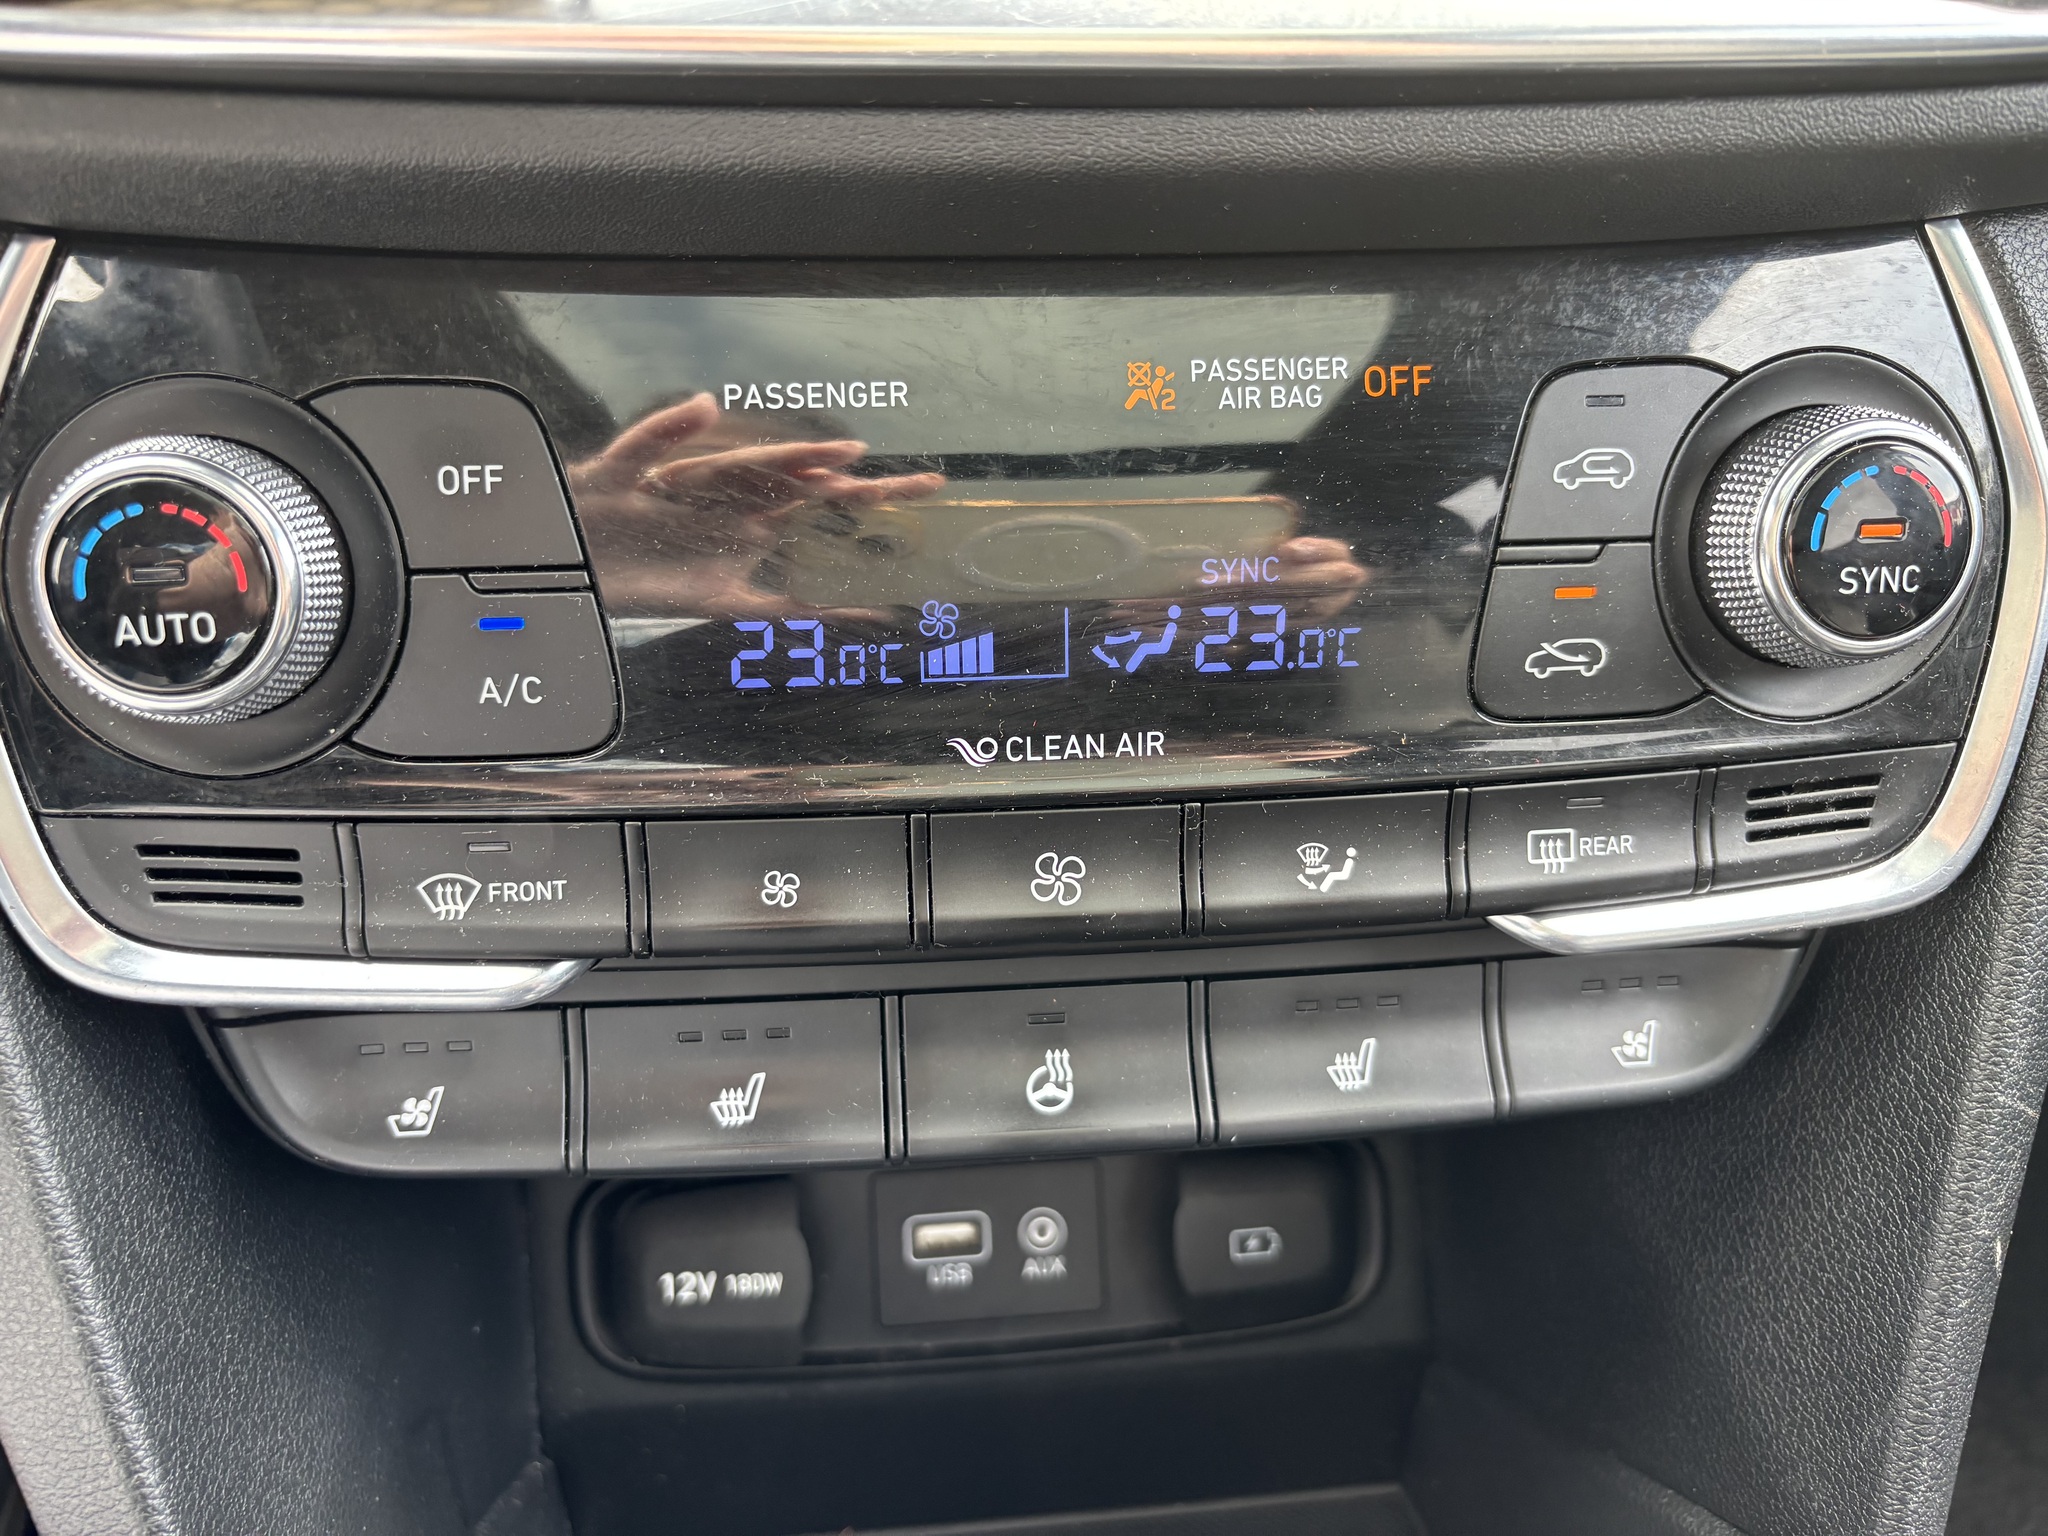 PASSENGER
PASSENGER
AIR BAG
OFF
2
OFF
AUTO
A/C
SYNC
23.0°C
23.0°C
SYNC
CLEAN AIR
FRONT
REAR
12V 180W
USB
AUX